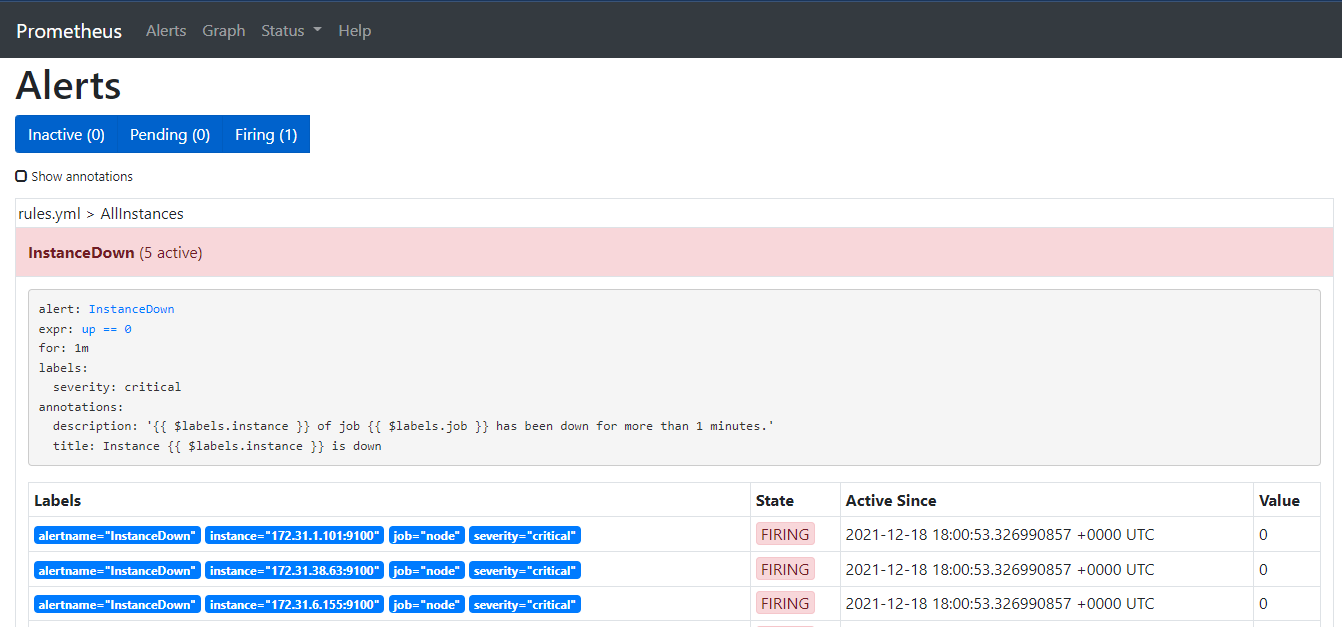 Prometheus Alerts Graph Status Help
Alerts
Inactive (0) Pending (0) Firing (1)
Show annotations
rules.yml > AllInstances
InstanceDown (5 active)
alert: InstanceDown
expr: up == 0
for: 1m
labels:
  severity: critical
annotations:
  description: '{{ $labels.instance }} of job {{ $labels.job }} has been down for more than 1 minutes.'
  title: Instance {{ $labels.instance }} is down
Labels State Active Since Value
alertname="InstanceDown" instance="172.31.1.101:9100" job="node" severity="critical" FIRING 2021-12-18 18:00:53.326990857 +0000 UTC 0
alertname="InstanceDown" instance="172.31.38.63:9100" job="node" severity="critical" FIRING 2021-12-18 18:00:53.326990857 +0000 UTC 0
alertname="InstanceDown" instance="172.31.6.155:9100" job="node" severity="critical" FIRING 2021-12-18 18:00:53.326990857 +0000 UTC 0